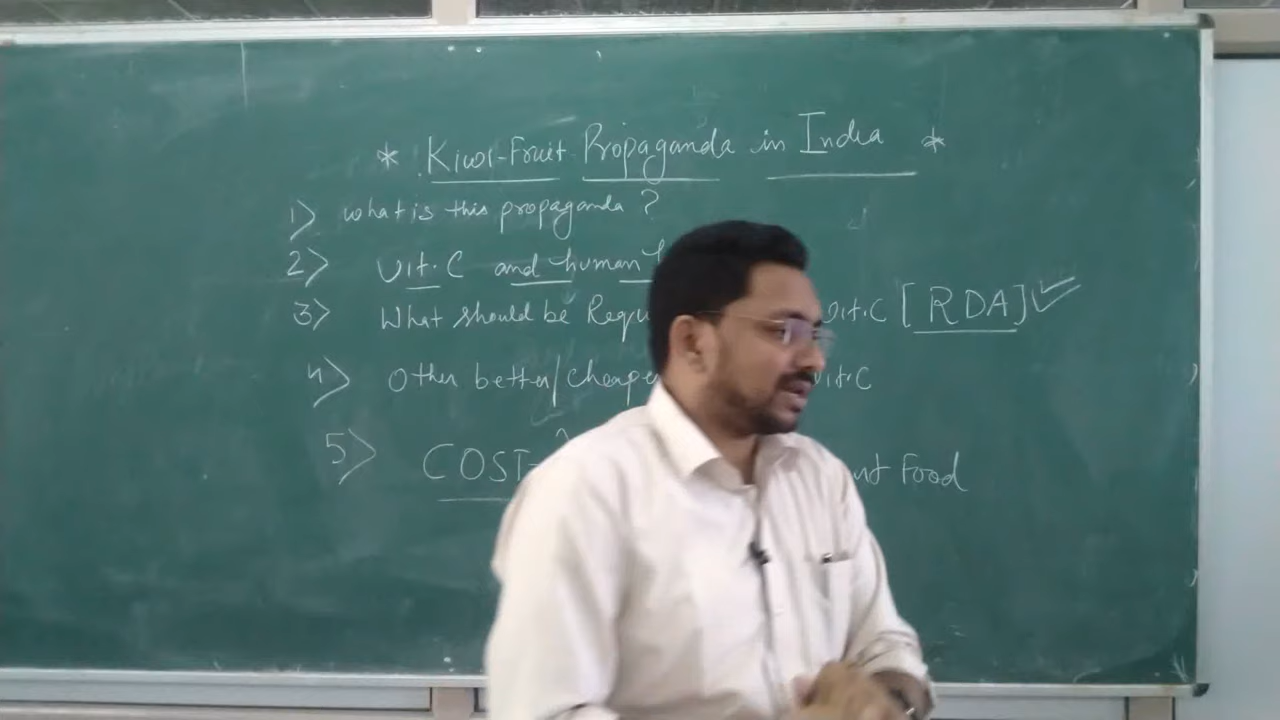 * Kiwi-Fruit Propaganda in India *
1> what is this propaganda ?
2> vit.C and human
3> What should be Requ vit.C [RDA]
4> Other better/cheape vit.C
5> COST- Food